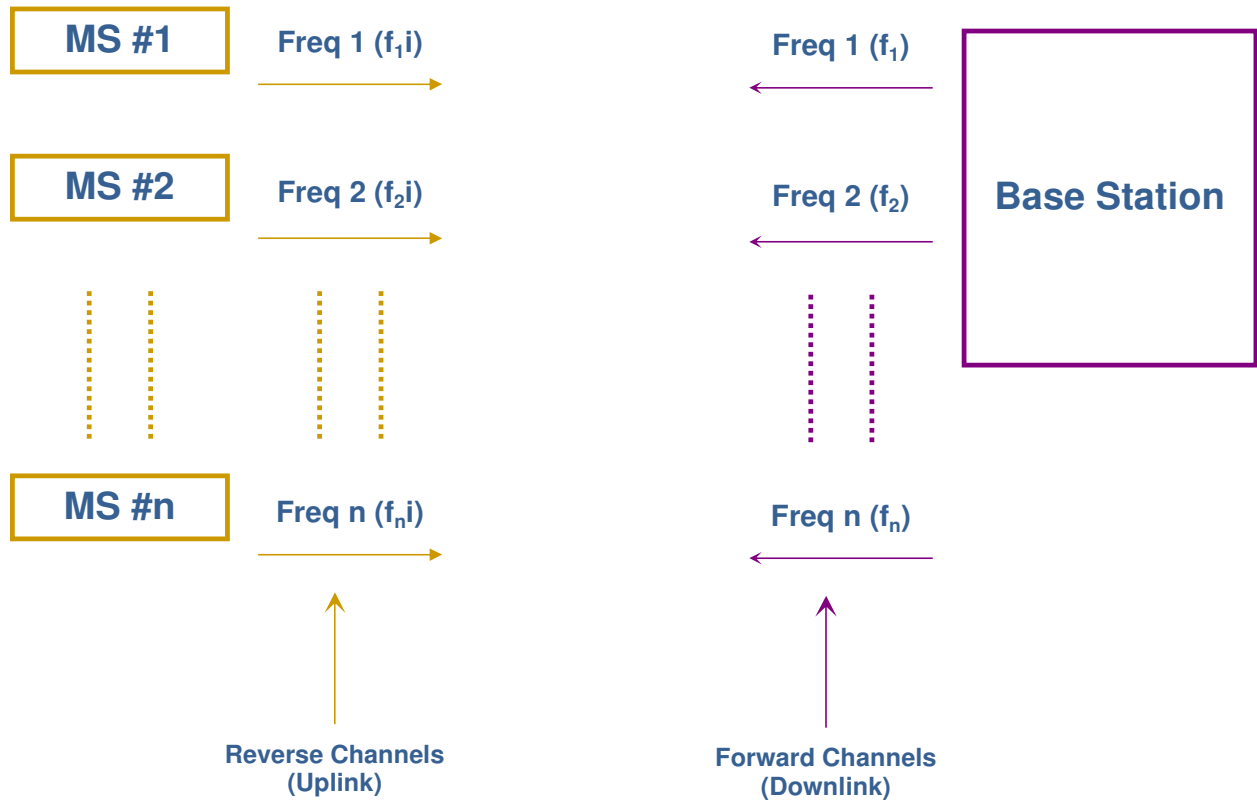 MS #1
Freq 1 (f₁i)
Freq 1 (f₁)
MS #2
Freq 2 (f₂i)
Freq 2 (f₂)
Base Station
MS #n
Freq n (fₙi)
Freq n (fₙ)
Reverse Channels
(Uplink)
Forward Channels
(Downlink)